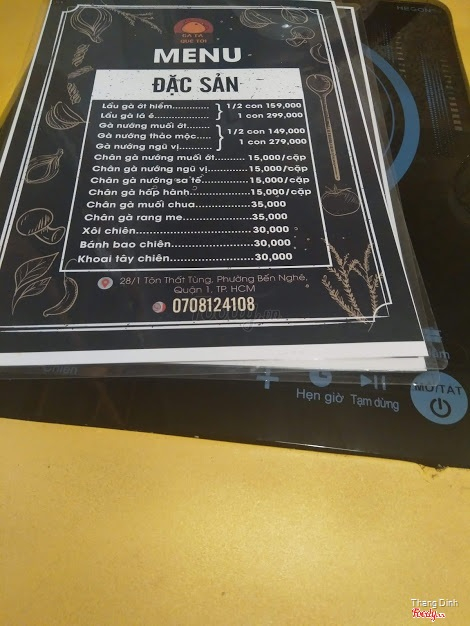 QUÊ TÔI
MENU
ĐẶC SẢN
Lẩu gà ớt hiểm............
Lẩu gà lá é...............
1/2 con 159,000
1 con 299,000
Gà nướng muối ớt......
Gà nướng thảo mộc....
Gà nướng ngũ vị.........
1/2 con 149,000
1 con 279,000
Chân gà nướng muối ớt......... 15,000/cặp
Chân gà nướng ngũ vị............15,000/cặp
Chân gà nướng sa tế............15,000/cặp
Chân gà hấp hành...............15,000/cặp
Chân gà muối chua..............35,000
Chân gà rang me.................35,000
Xôi chiên.............................30,000
Bánh bao chiên....................30,000
Khoai tây chiên....................30,000
28/1 Tôn Thất Tùng, Phường Bến Nghé,
Quận 1, TP. HCM
0708124108
Hẹn giờ
Tạm dừng
MỞ/TẮT
Thang Dinh
Foody.vn